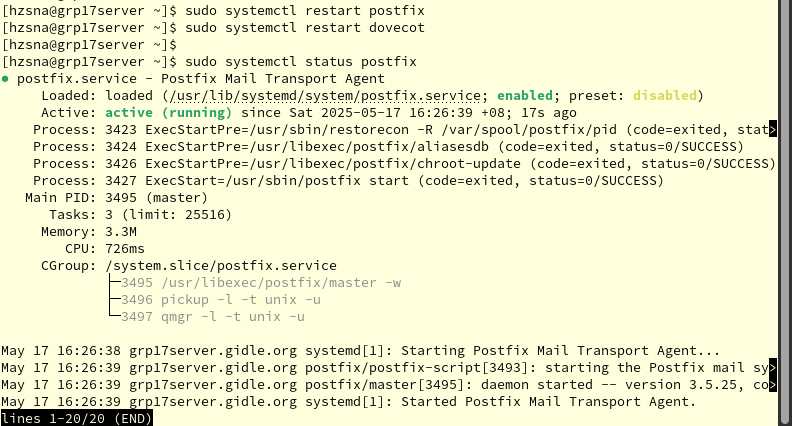 [hzsna@grp17server ~]$ sudo systemctl restart postfix
[hzsna@grp17server ~]$ sudo systemctl restart dovecot
[hzsna@grp17server ~]$
[hzsna@grp17server ~]$ sudo systemctl status postfix
● postfix.service - Postfix Mail Transport Agent
     Loaded: loaded (/usr/lib/systemd/system/postfix.service; enabled; preset: disabled)
     Active: active (running) since Sat 2025-05-17 16:26:39 +08; 17s ago
    Process: 3423 ExecStartPre=/usr/sbin/restorecon -R /var/spool/postfix/pid (code=exited, stat>
    Process: 3424 ExecStartPre=/usr/libexec/postfix/aliasesdb (code=exited, status=0/SUCCESS)
    Process: 3426 ExecStartPre=/usr/libexec/postfix/chroot-update (code=exited, status=0/SUCCESS)
    Process: 3427 ExecStart=/usr/sbin/postfix start (code=exited, status=0/SUCCESS)
   Main PID: 3495 (master)
      Tasks: 3 (limit: 25516)
     Memory: 3.3M
        CPU: 726ms
     CGroup: /system.slice/postfix.service
             ├─3495 /usr/libexec/postfix/master -w
             ├─3496 pickup -l -t unix -u
             └─3497 qmgr -l -t unix -u

May 17 16:26:38 grp17server.gidle.org systemd[1]: Starting Postfix Mail Transport Agent...
May 17 16:26:39 grp17server.gidle.org postfix/postfix-script[3493]: starting the Postfix mail sy>
May 17 16:26:39 grp17server.gidle.org postfix/master[3495]: daemon started -- version 3.5.25, co>
May 17 16:26:39 grp17server.gidle.org systemd[1]: Started Postfix Mail Transport Agent.
lines 1-20/20 (END)